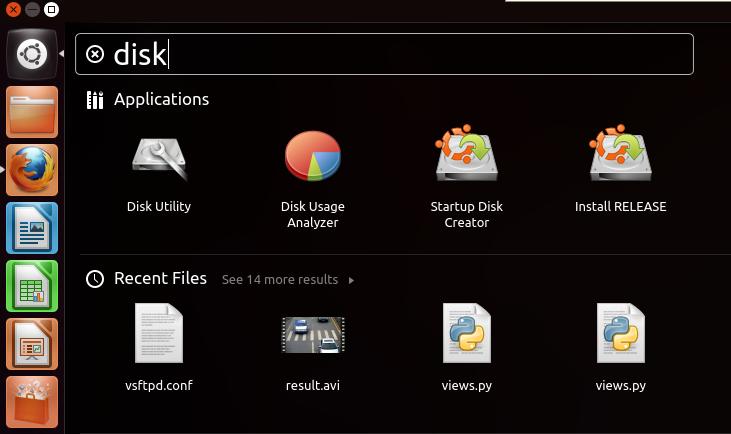 disk
Applications
Disk Utility
Disk Usage
Analyzer
Startup Disk
Creator
Install RELEASE
Recent Files See 14 more results
vsftpd.conf
result.avi
views.py
views.py